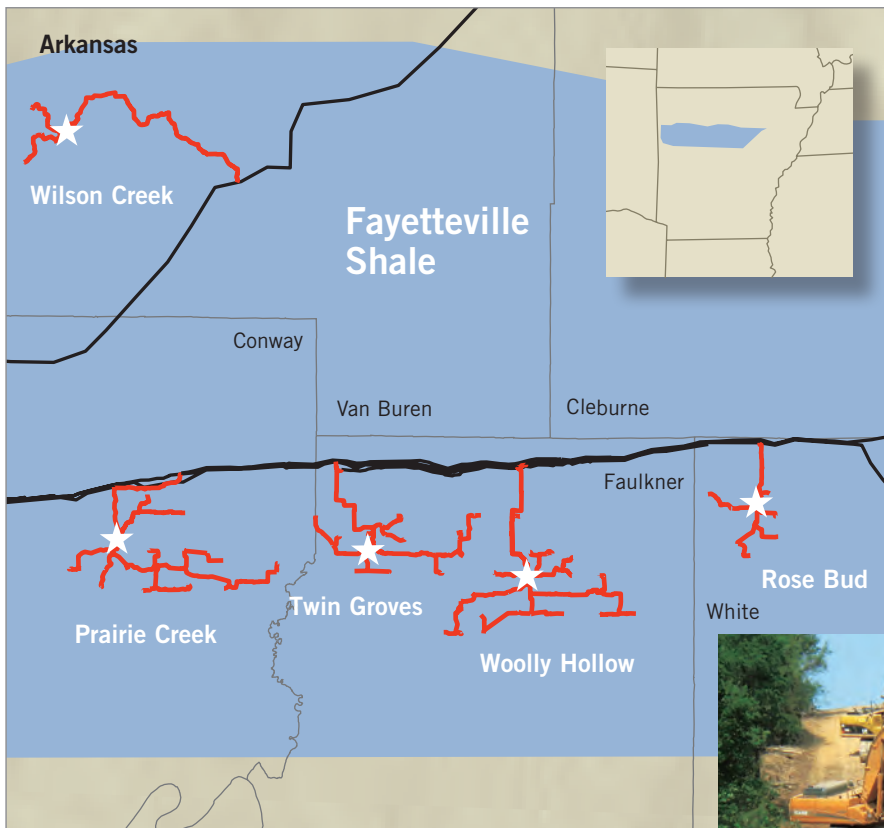 Arkansas
Wilson Creek
Fayetteville
Shale
Conway
Van Buren
Cleburne
Faulkner
Rose Bud
Twin Groves
White
Prairie Creek
Woolly Hollow